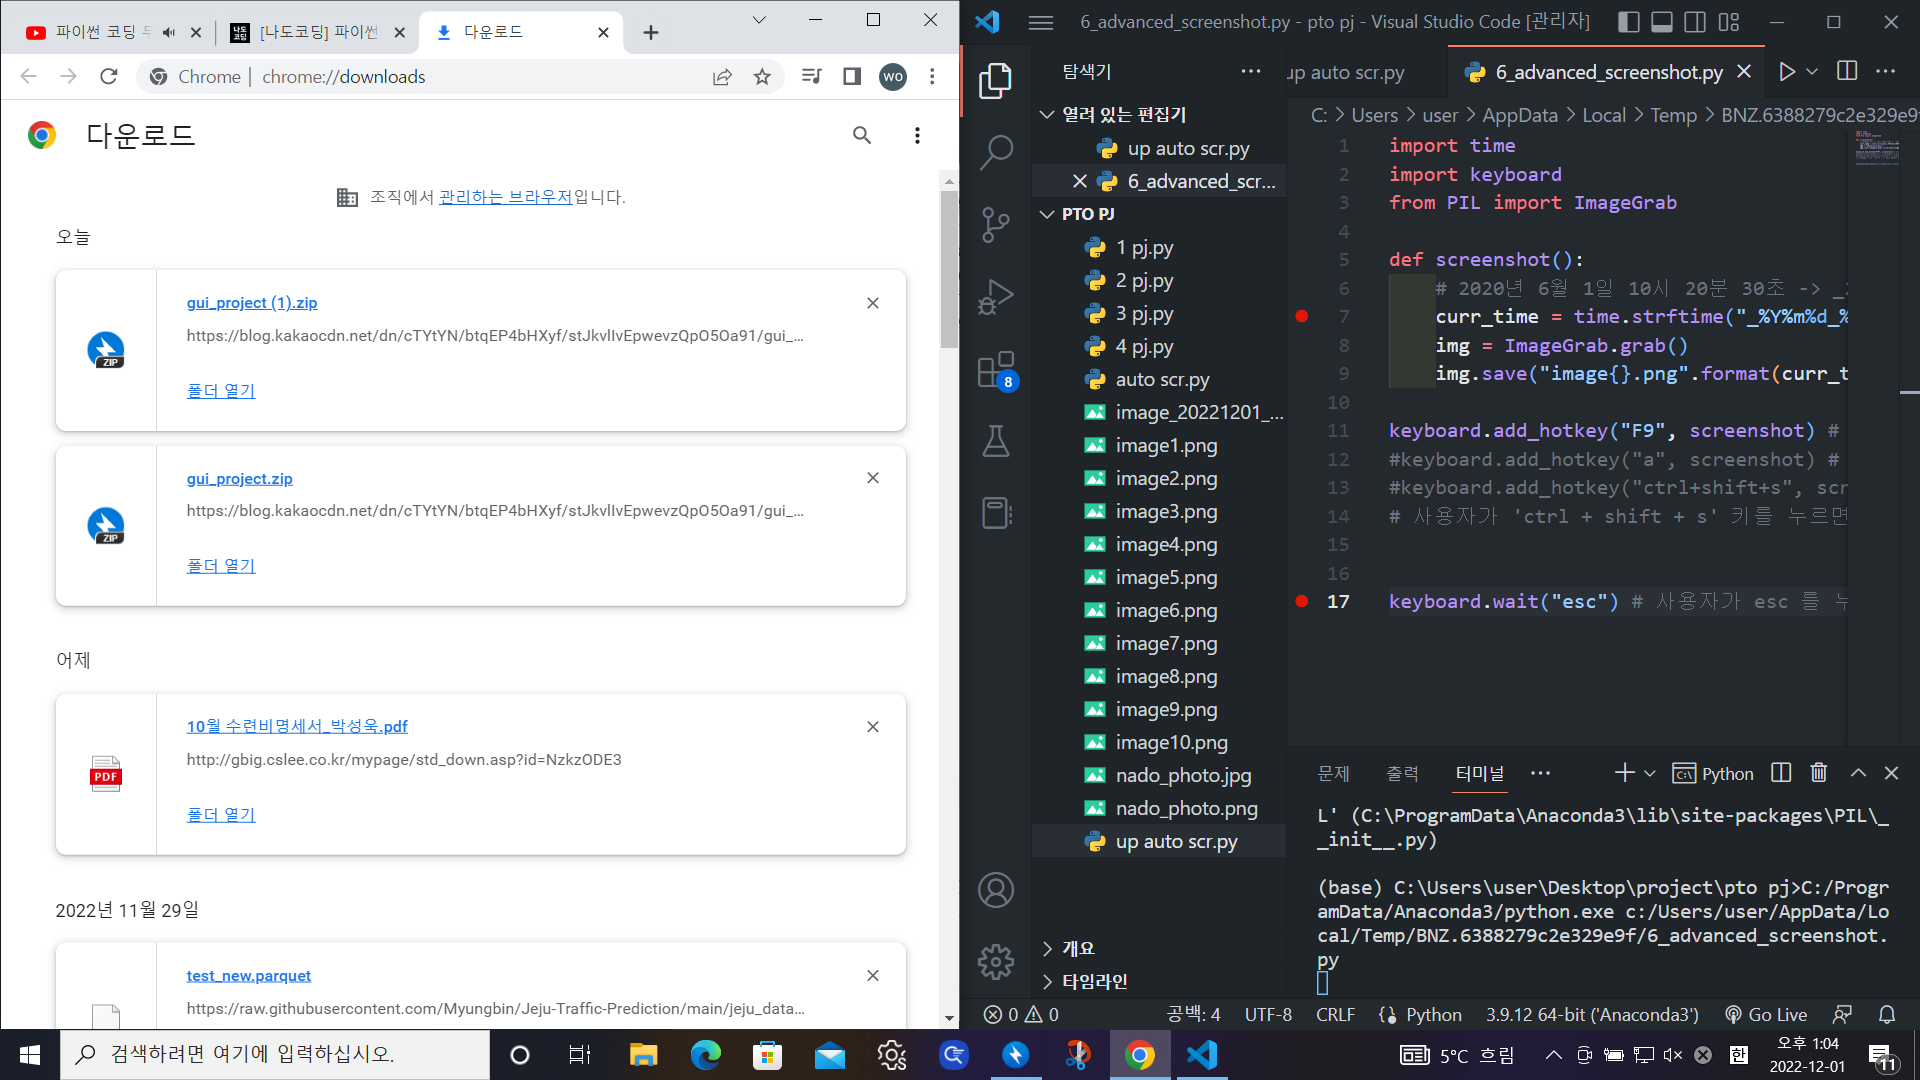 파이썬 코딩 무
[나도코딩] 파이썬
다운로드
Chrome | chrome://downloads
WO
다운로드
조직에서 관리하는 브라우저입니다.
오늘
gui_project (1).zip
https://blog.kakaocdn.net/dn/cTYtYN/btqEP4bHXyf/stJkvlIvEpwevzQpO5Oa91/gui_...
ZIP
폴더 열기
gui_project.zip
https://blog.kakaocdn.net/dn/cTYtYN/btqEP4bHXyf/stJkvlIvEpwevzQpO5Oa91/gui_...
ZIP
폴더 열기
어제
10월 수련비명세서_박성욱.pdf
http://gbig.cslee.co.kr/mypage/std_down.asp?id=NzkzODE3
PDF
폴더 열기
2022년 11월 29일
test_new.parquet
https://raw.githubusercontent.com/Myungbin/Jeju-Traffic-Prediction/main/jeju_data...
6_advanced_screenshot.py - pto pj - Visual Studio Code [관리자]
탐색기
열려 있는 편집기
up auto scr.py
6_advanced_scr...
PTO PJ
1 pj.py
2 pj.py
3 pj.py
4 pj.py
auto scr.py
image_20221201_...
image1.png
image2.png
image3.png
image4.png
image5.png
image6.png
image7.png
image8.png
image9.png
image10.png
nado_photo.jpg
nado_photo.png
up auto scr.py
개요
타임라인
8
up auto scr.py
6_advanced_screenshot.py
C: > Users > user > AppData > Local > Temp > BNZ.6388279c2e329e9f
1 import time
2 import keyboard
3 from PIL import ImageGrab
4
5 def screenshot():
6 # 2020년 6월 1일 10시 20분 30초 -> _2
7 curr_time = time.strftime("_%Y%m%d_%
8 img = ImageGrab.grab()
9 img.save("image{}.png".format(curr_t
10
11 keyboard.add_hotkey("F9", screenshot) #
12 #keyboard.add_hotkey("a", screenshot) #
13 #keyboard.add_hotkey("ctrl+shift+s", scr
14 # 사용자가 'ctrl + shift + s' 키를 누르면
15
16
17 keyboard.wait("esc") # 사용자가 esc 를 누
문제 출력 터미널 Python
L' (C:\ProgramData\Anaconda3\lib\site-packages\PIL\_
_init__.py)
(base) C:\Users\user\Desktop\project\pto pj>C:/Progr
amData/Anaconda3/python.exe c:/Users/user/AppData/Lo
cal/Temp/BNZ.6388279c2e329e9f/6_advanced_screenshot.
py
0 0 공백: 4 UTF-8 CRLF Python 3.9.12 64-bit ('Anaconda3') Go Live
검색하려면 여기에 입력하십시오.
5°C 흐림
한
오후 1:04
2022-12-01
11